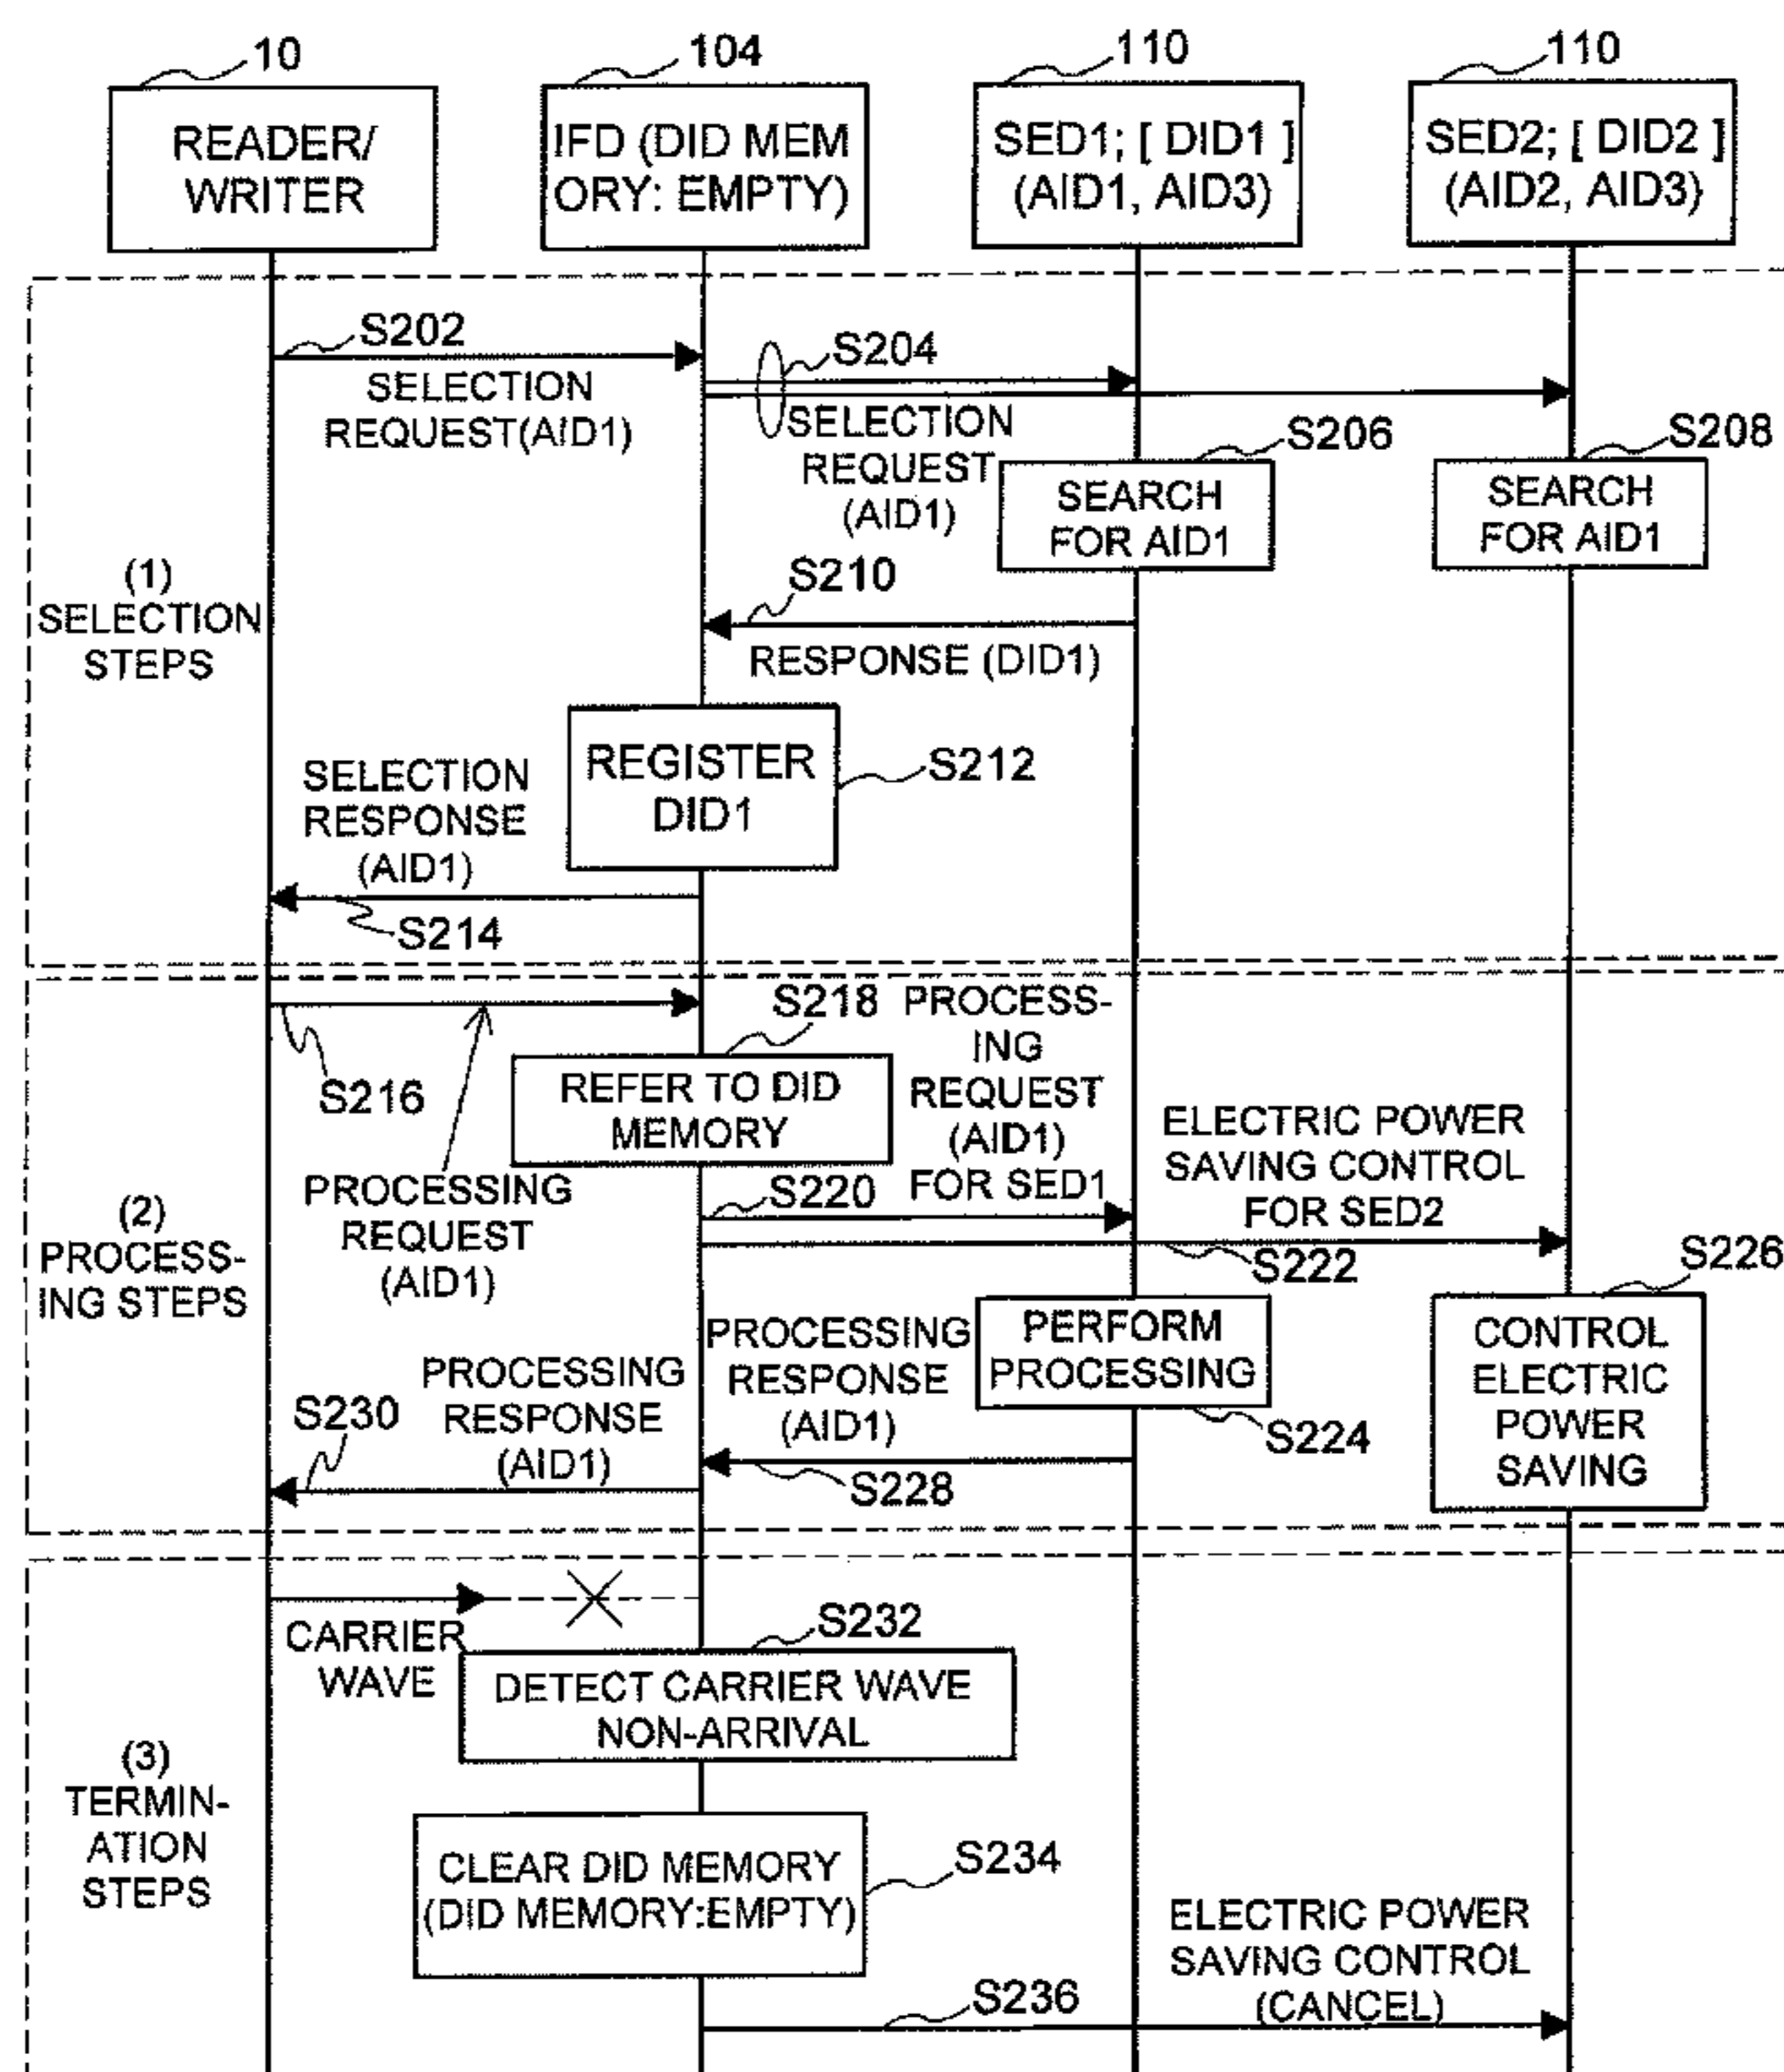 10
104
110
110
READER/
WRITER
IFD (DID MEM
ORY: EMPTY)
SED1; [ DID1 ]
(AID1, AID3)
SED2; [ DID2 ]
(AID2, AID3)
S202
SELECTION
REQUEST(AID1)
S204
SELECTION
REQUEST
(AID1)
S206
SEARCH
FOR AID1
S208
SEARCH
FOR AID1
(1)
SELECTION
STEPS
S210
RESPONSE (DID1)
REGISTER
DID1
S212
SELECTION
RESPONSE
(AID1)
S214
S216
PROCESSING
REQUEST
(AID1)
S218
REFER TO DID
MEMORY
PROCESS-
ING
REQUEST
(AID1)
FOR SED1
S220
ELECTRIC POWER
SAVING CONTROL
FOR SED2
S222
(2)
PROCESS-
ING STEPS
PERFORM
PROCESSING
S224
S226
CONTROL
ELECTRIC
POWER
SAVING
PROCESSING
RESPONSE
(AID1)
S228
PROCESSING
RESPONSE
(AID1)
S230
CARRIER
WAVE
S232
DETECT CARRIER WAVE
NON-ARRIVAL
(3)
TERMIN-
ATION
STEPS
CLEAR DID MEMORY
(DID MEMORY:EMPTY)
S234
ELECTRIC POWER
SAVING CONTROL
(CANCEL)
S236